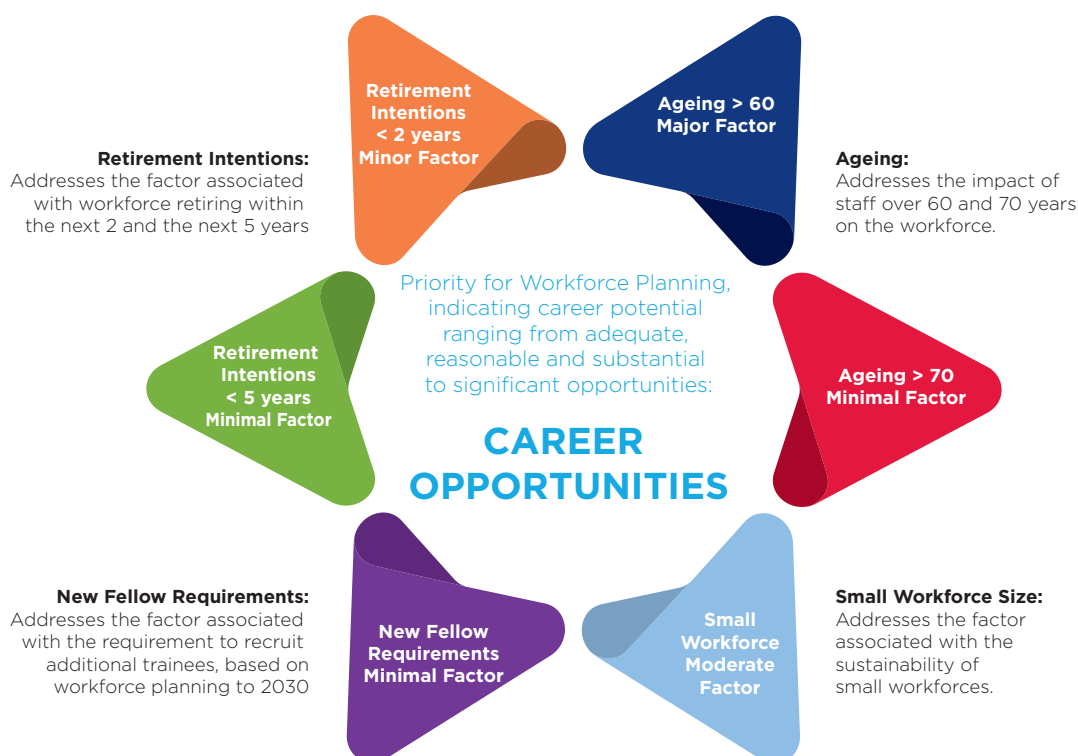 Retirement
Intentions
< 2 years
Minor Factor
Ageing > 60
Major Factor
Retirement Intentions:
Addresses the factor associated
with workforce retiring within
the next 2 and the next 5 years
Ageing:
Addresses the impact of
staff over 60 and 70 years
on the workforce.
Priority for Workforce Planning,
indicating career potential
ranging from adequate,
reasonable and substantial
to significant opportunities:
CAREER
OPPORTUNITIES
Retirement
Intentions
< 5 years
Minimal Factor
Ageing > 70
Minimal Factor
New Fellow Requirements:
Addresses the factor associated
with the requirement to recruit
additional trainees, based on
workforce planning to 2030
New Fellow
Requirements
Minimal Factor
Small
Workforce
Moderate
Factor
Small Workforce Size:
Addresses the factor
associated with the
sustainability of
small workforces.